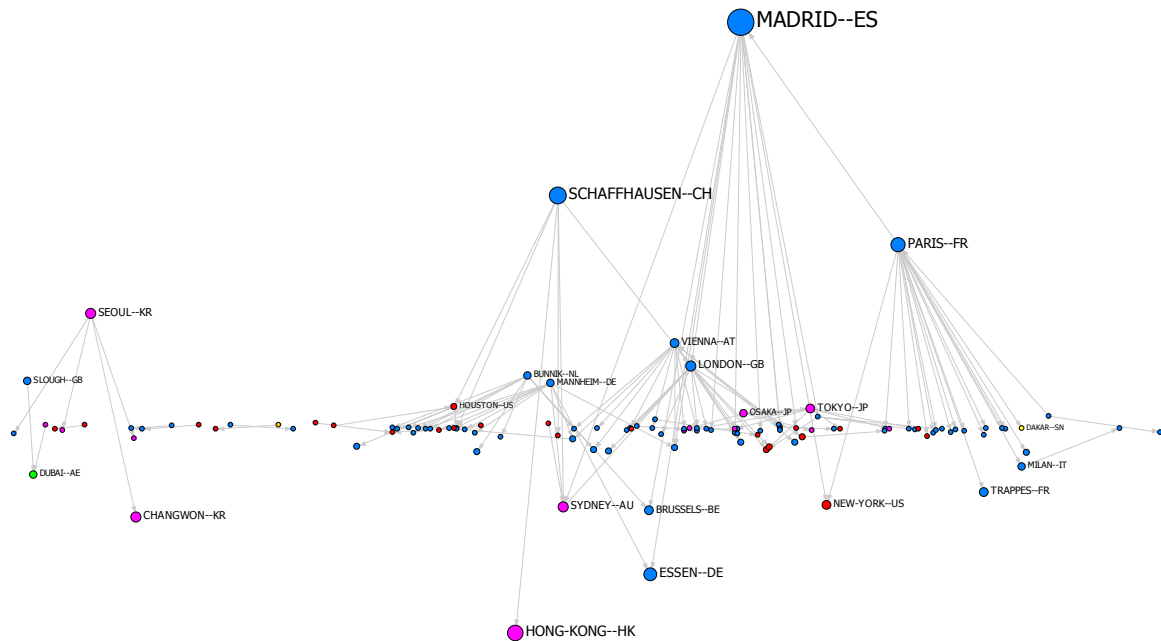 MADRID--ES
SCHAFFHAUSEN--CH
PARIS--FR
SEOUL--KR
VIENNA--AT
LONDON--GB
SLOUGH--GB
BUNNIK--NL
MANNHEIM--DE
HOUSTON--US
OSAKA--JP
TOKYO--JP
DAKAR--SN
MILAN--IT
DUBAI--AE
TRAPPES--FR
CHANGWON--KR
SYDNEY--AU
BRUSSELS--BE
NEW-YORK--US
ESSEN--DE
HONG-KONG--HK